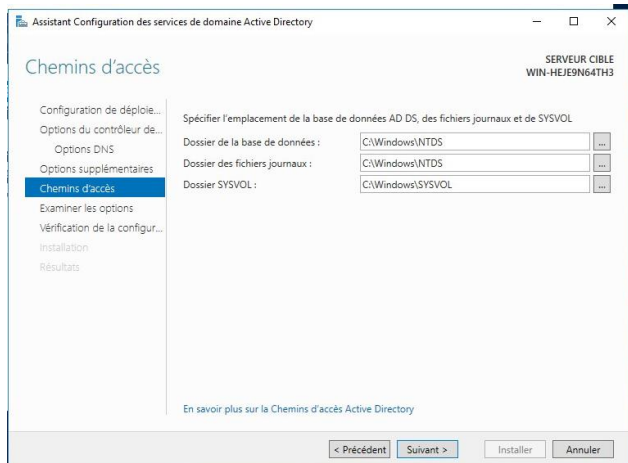 Assistant Configuration des services de domaine Active Directory
Chemins d'accès
SERVEUR CIBLE
WIN-HEJE9N64TH3
Configuration de déploie...
Options du contrôleur de...
Options DNS
Options supplémentaires
Chemins d'accès
Examiner les options
Vérification de la configur...
Installation
Résultats
Spécifier l'emplacement de la base de données AD DS, des fichiers journaux et de SYSVOL
Dossier de la base de données : C:\Windows\NTDS ...
Dossier des fichiers journaux : C:\Windows\NTDS ...
Dossier SYSVOL : C:\Windows\SYSVOL ...
En savoir plus sur la Chemins d'accès Active Directory
< Précédent Suivant > Installer Annuler